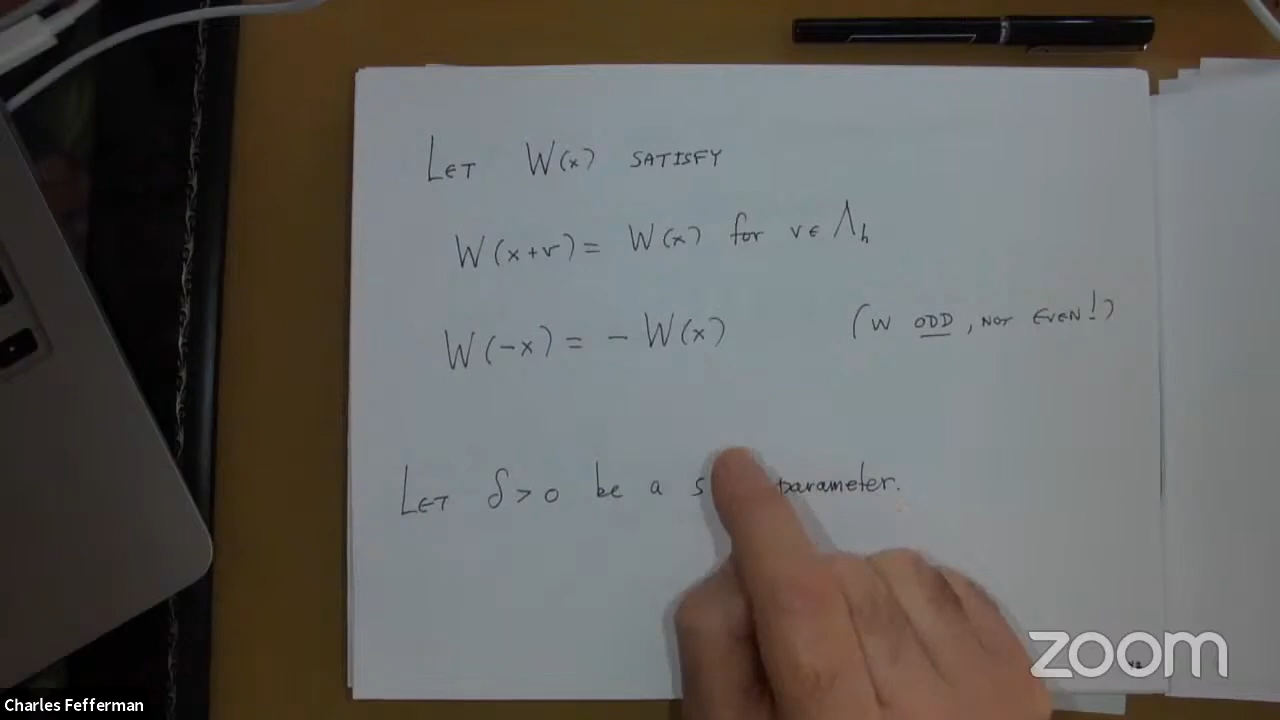 LET W(x) SATISFY
W(x+v) = W(x) for v ∈ Λh
W(-x) = - W(x) (W ODD, NOT EVEN!)
LET δ > 0 be a parameter.
zoom
Charles Fefferman